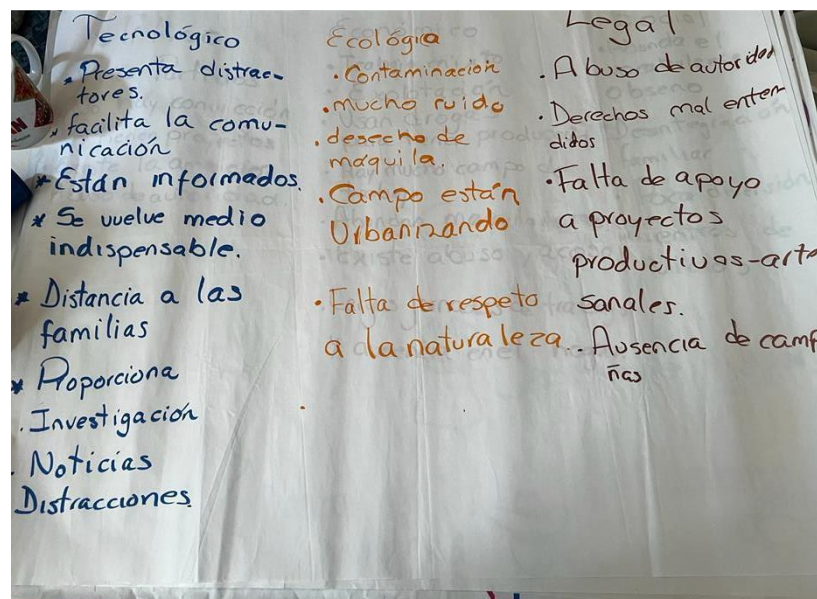 Tecnológico
. Presenta distrac-
tores.
. facilita la comu-
nicación
* Están informados.
* Se vuelve medio
indispensable.
* Distancia a las
familias
* Proporciona
. Investigación
. Noticias
Distracciones
Ecológia
. Contaminación
. mucho ruido
. desecho de
maquila.
. Campo están
Urbanizando
. Falta de respeto
a la naturaleza.
Legal
. Abuso de autoridad
. Derechos mal enten
didos
. Falta de apoyo
a proyectos
productivos-arte
sanales.
. Ausencia de camp
ñas